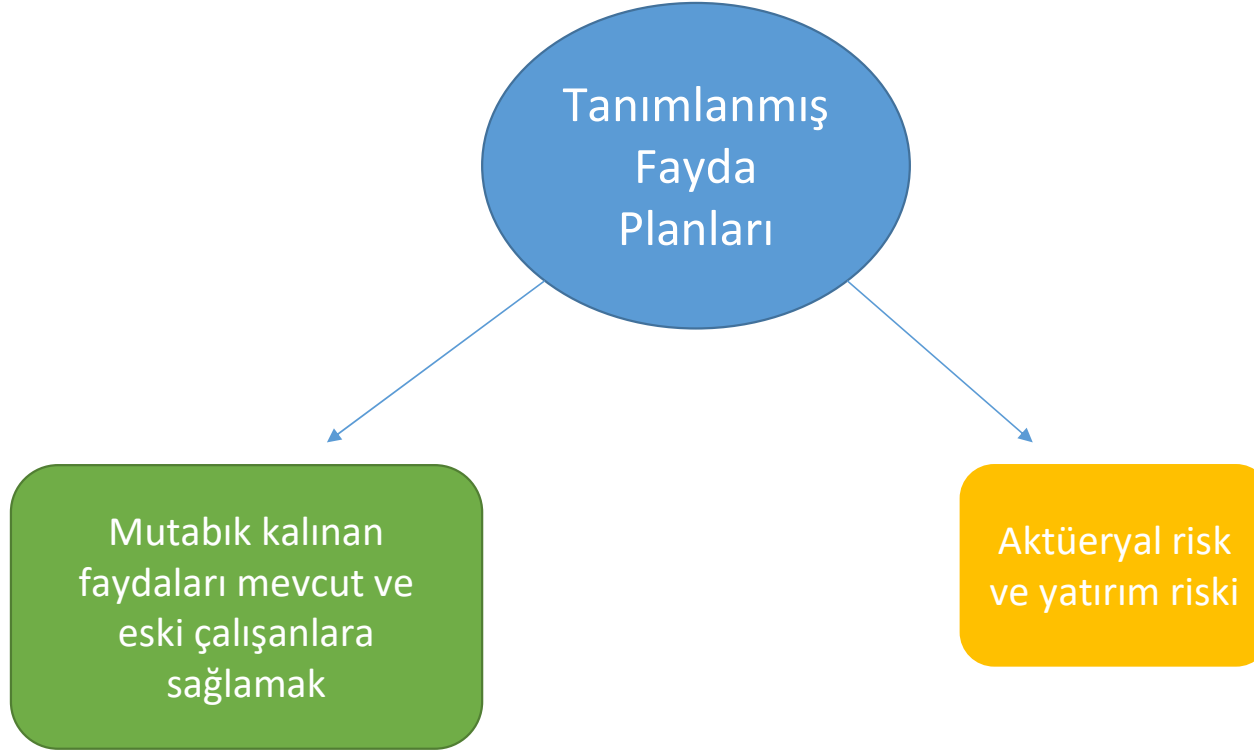 Tanımlanmış
Fayda
Planları
Mutabık kalınan
faydaları mevcut ve
eski çalışanlara
sağlamak
Aktüeryal risk
ve yatırım riski